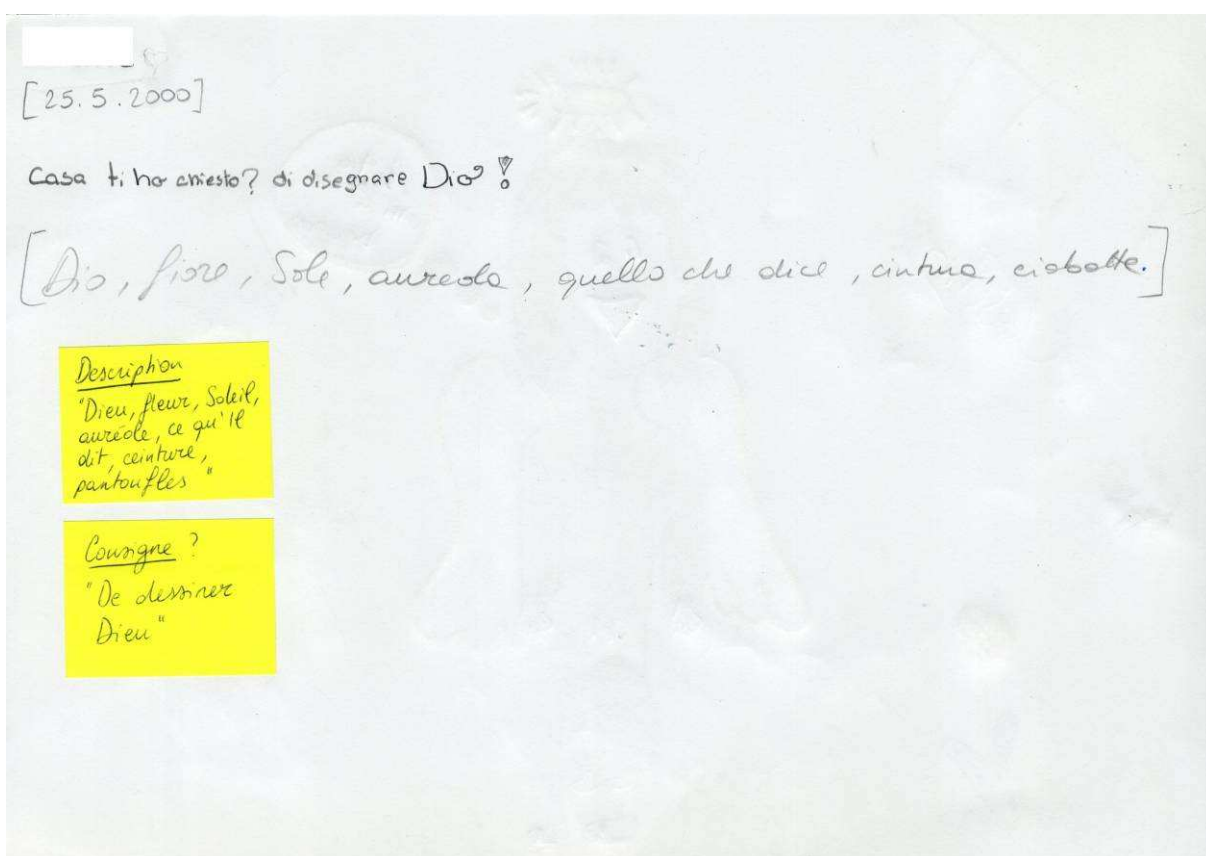 [25.5.2000]
Casa ti ho chiesto? di disegnare Dio!
[Dio, fiore, Sole, aureola, quello che dice, cintura, ciabatte.]
Description
"Dieu, fleur, Soleil,
auréole, ce qu'Il
dit, ceinture,
pantoufles"
Consigne ?
"De dessiner
Dieu"